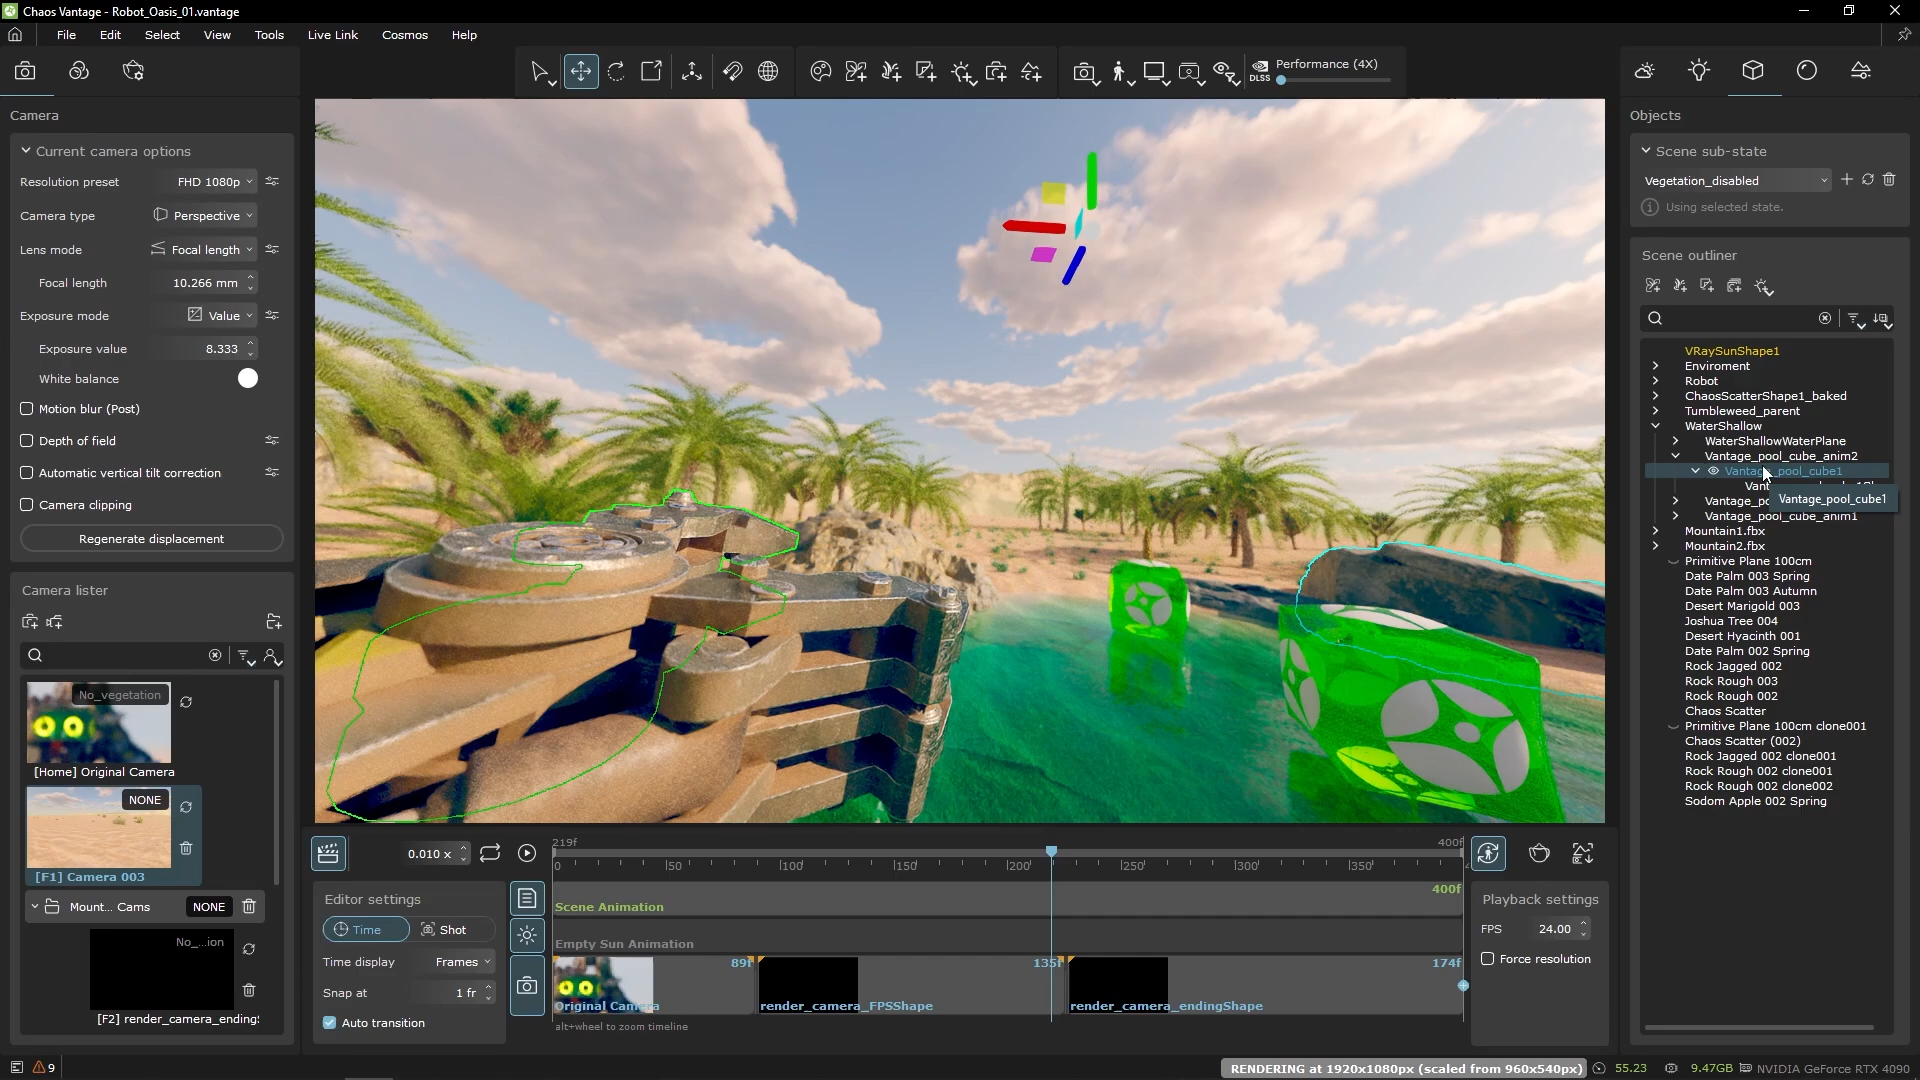 Chaos Vantage - Robot_Oasis_01.vantage
File Edit Select View Tools Live Link Cosmos Help
DLSS Performance (4X)
Camera
Current camera options
Resolution preset FHD 1080p
Camera type Perspective
Lens mode Focal length
Focal length 10.266 mm
Exposure mode Value
Exposure value 8.333
White balance
Motion blur (Post)
Depth of field
Automatic vertical tilt correction
Camera clipping
Regenerate displacement
Camera lister
No_vegetation
[Home] Original Camera
NONE
[F1] Camera 003
Mount... Cams NONE
No_...ion
[F2] render_camera_ending
0.010 x
Editor settings
Time Shot
Time display Frames
Snap at 1 fr
Auto transition
219f 400f
0 50 100 150 200 250 300 350
400f
Scene Animation
Empty Sun Animation
89f 135f 174f
Original Camera render_camera_FPSShape render_camera_endingShape
alt+wheel to zoom timeline
Playback settings
FPS 24.00
Force resolution
Objects
Scene sub-state
Vegetation_disabled
Using selected state.
Scene outliner
VRaySunShape1
Enviroment
Robot
ChaosScatterShape1_baked
Tumbleweed_parent
WaterShallow
WaterShallowWaterPlane
Vantage_pool_cube_anim2
Vantage_pool_cube1
Vantage_pool_cube1
Vantage_pool_cube_anim1
Mountain1.fbx
Mountain2.fbx
Primitive Plane 100cm
Date Palm 003 Spring
Date Palm 003 Autumn
Desert Marigold 003
Joshua Tree 004
Desert Hyacinth 001
Date Palm 002 Spring
Rock Jagged 002
Rock Rough 003
Rock Rough 002
Chaos Scatter
Primitive Plane 100cm clone001
Chaos Scatter (002)
Rock Jagged 002 clone001
Rock Rough 002 clone001
Rock Rough 002 clone002
Sodom Apple 002 Spring
9
RENDERING at 1920x1080px (scaled from 960x540px) 55.23 9.47GB NVIDIA GeForce RTX 4090